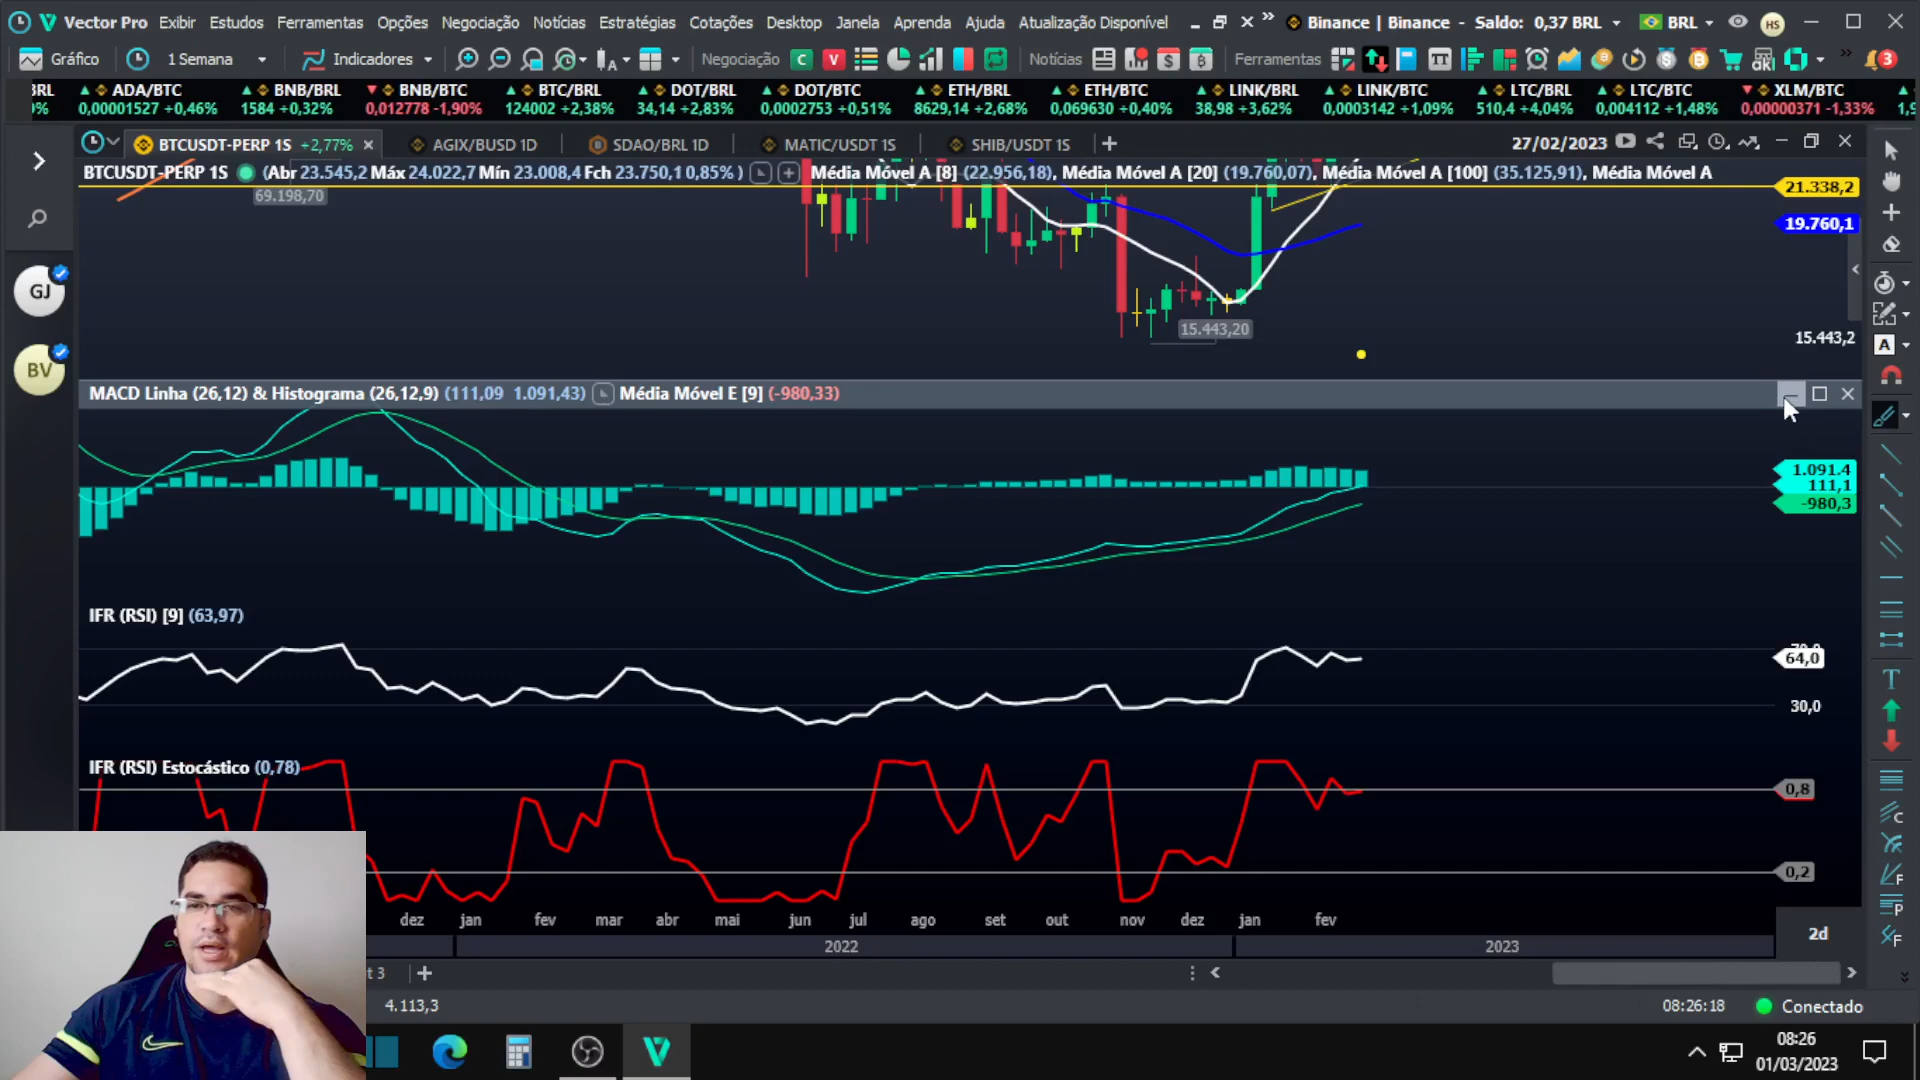 Vector Pro Exibir Estudos Ferramentas Opções Negociação Notícias Estratégias Cotações Desktop Janela Aprenda Ajuda Atualização Disponível Binance | Binance - Saldo: 0,37 BRL BRL HS
Gráfico 1 Semana Indicadores Negociação C V Notícias Ferramentas 3
BRL ADA/BTC BNB/BRL BNB/BTC BTC/BRL DOT/BRL DOT/BTC ETH/BRL ETH/BTC LINK/BRL LINK/BTC LTC/BRL LTC/BTC XLM/BTC
0,00001527 +0,46% 1584 +0,32% 0,012778 -1,90% 124002 +2,38% 34,14 +2,83% 0,0002753 +0,51% 8629,14 +2,68% 0,069630 +0,40% 38,98 +3,62% 0,0003142 +1,09% 510,4 +4,04% 0,004112 +1,48% 0,00000371 -1,33%
BTCUSDT-PERP 1S +2,77% AGIX/BUSD 1D SDAO/BRL 1D MATIC/USDT 1S SHIB/USDT 1S 27/02/2023
BTCUSDT-PERP 1S (Abr 23.545,2 Máx 24.022,7 Mín 23.008,4 Fch 23.750,1 0,85% ) Média Móvel A [8] (22.956,18), Média Móvel A [20] (19.760,07), Média Móvel A [100] (35.125,91), Média Móvel A
21.338,2
69.198,70
19.760,1
GJ
15.443,20
15.443,2
BV
MACD Linha (26,12) & Histograma (26,12,9) (111,09 1.091,43) Média Móvel E [9] (-980,33)
1.091,4
111,1
-980,3
IFR (RSI) [9] (63,97)
64,0
30,0
IFR (RSI) Estocástico (0,78)
0,8
0,2
dez jan fev mar abr mai jun jul ago set out nov dez jan fev
2022 2023
2d
t 3
4.113,3
08:26:18 Conectado
08:26
01/03/2023